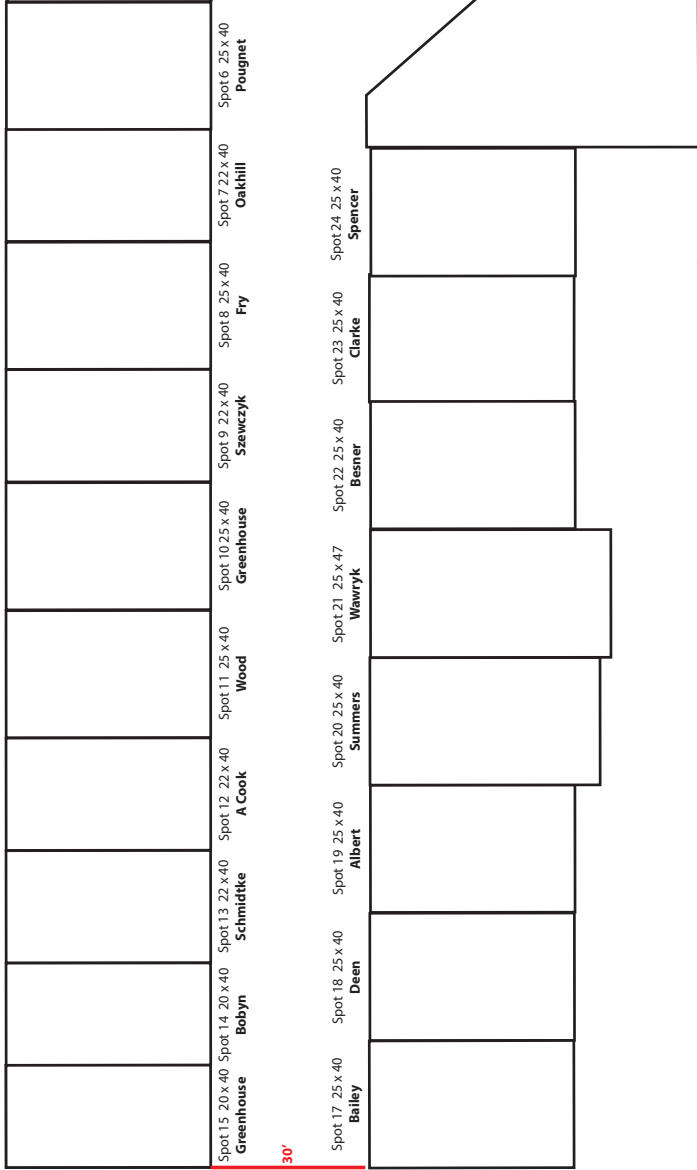 Spot 6 25 x 40
Pougnet
Spot 7 22 x 40
Oakhill
Spot 8 25 x 40
Fry
Spot 9 22 x 40
Szewczyk
Spot 10 25 x 40
Greenhouse
Spot 11 25 x 40
Wood
Spot 12 22 x 40
A Cook
Spot 13 22 x 40
Schmidtke
Spot 14 20 x 40
Bobyn
Spot 15 20 x 40
Greenhouse
30'
Spot 24 25 x 40
Spencer
Spot 23 25 x 40
Clarke
Spot 22 25 x 40
Besner
Spot 21 25 x 47
Wawryk
Spot 20 25 x 40
Summers
Spot 19 25 x 40
Albert
Spot 18 25 x 40
Deen
Spot 17 25 x 40
Bailey